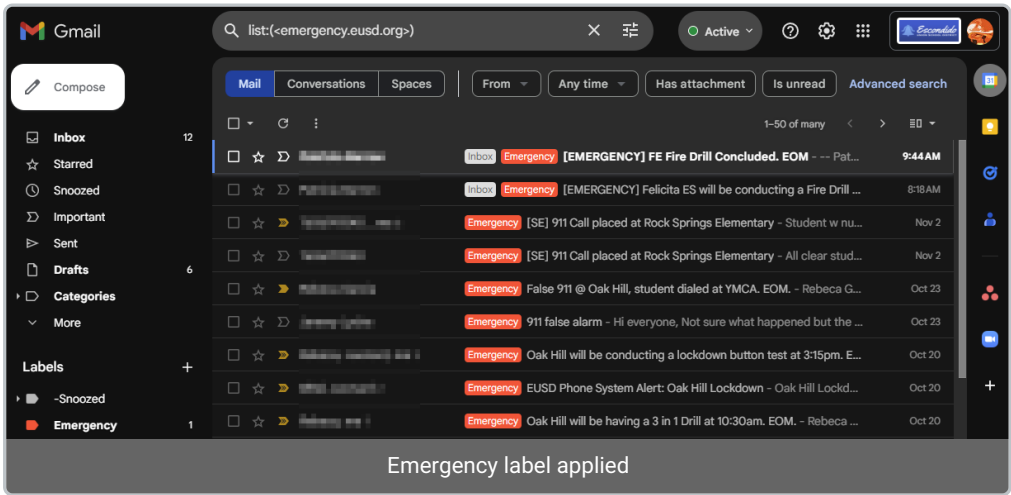 Gmail
list:(<emergency.eusd.org>)
Active
Escondido
Compose
Mail Conversations Spaces From Any time Has attachment Is unread Advanced search
1–50 of many
Inbox 12
Starred
Snoozed
Important
Sent
Drafts 6
Categories
More
Labels
-Snoozed
Emergency 1
Inbox Emergency [EMERGENCY] FE Fire Drill Concluded. EOM - -- Pat... 9:44 AM
Inbox Emergency [EMERGENCY] Felicita ES will be conducting a Fire Drill ... 8:18 AM
Emergency [SE] 911 Call placed at Rock Springs Elementary - Student w nu... Nov 2
Emergency [SE] 911 Call placed at Rock Springs Elementary - All clear stud... Nov 2
Emergency False 911 @ Oak Hill, student dialed at YMCA. EOM. - Rebeca G... Oct 23
Emergency 911 false alarm - Hi everyone, Not sure what happened but the ... Oct 23
Emergency Oak Hill will be conducting a lockdown button test at 3:15pm. E... Oct 20
Emergency EUSD Phone System Alert: Oak Hill Lockdown - Oak Hill Lockd... Oct 20
Emergency Oak Hill will be having a 3 in 1 Drill at 10:30am. EOM. - Rebeca ... Oct 20
31
Emergency label applied